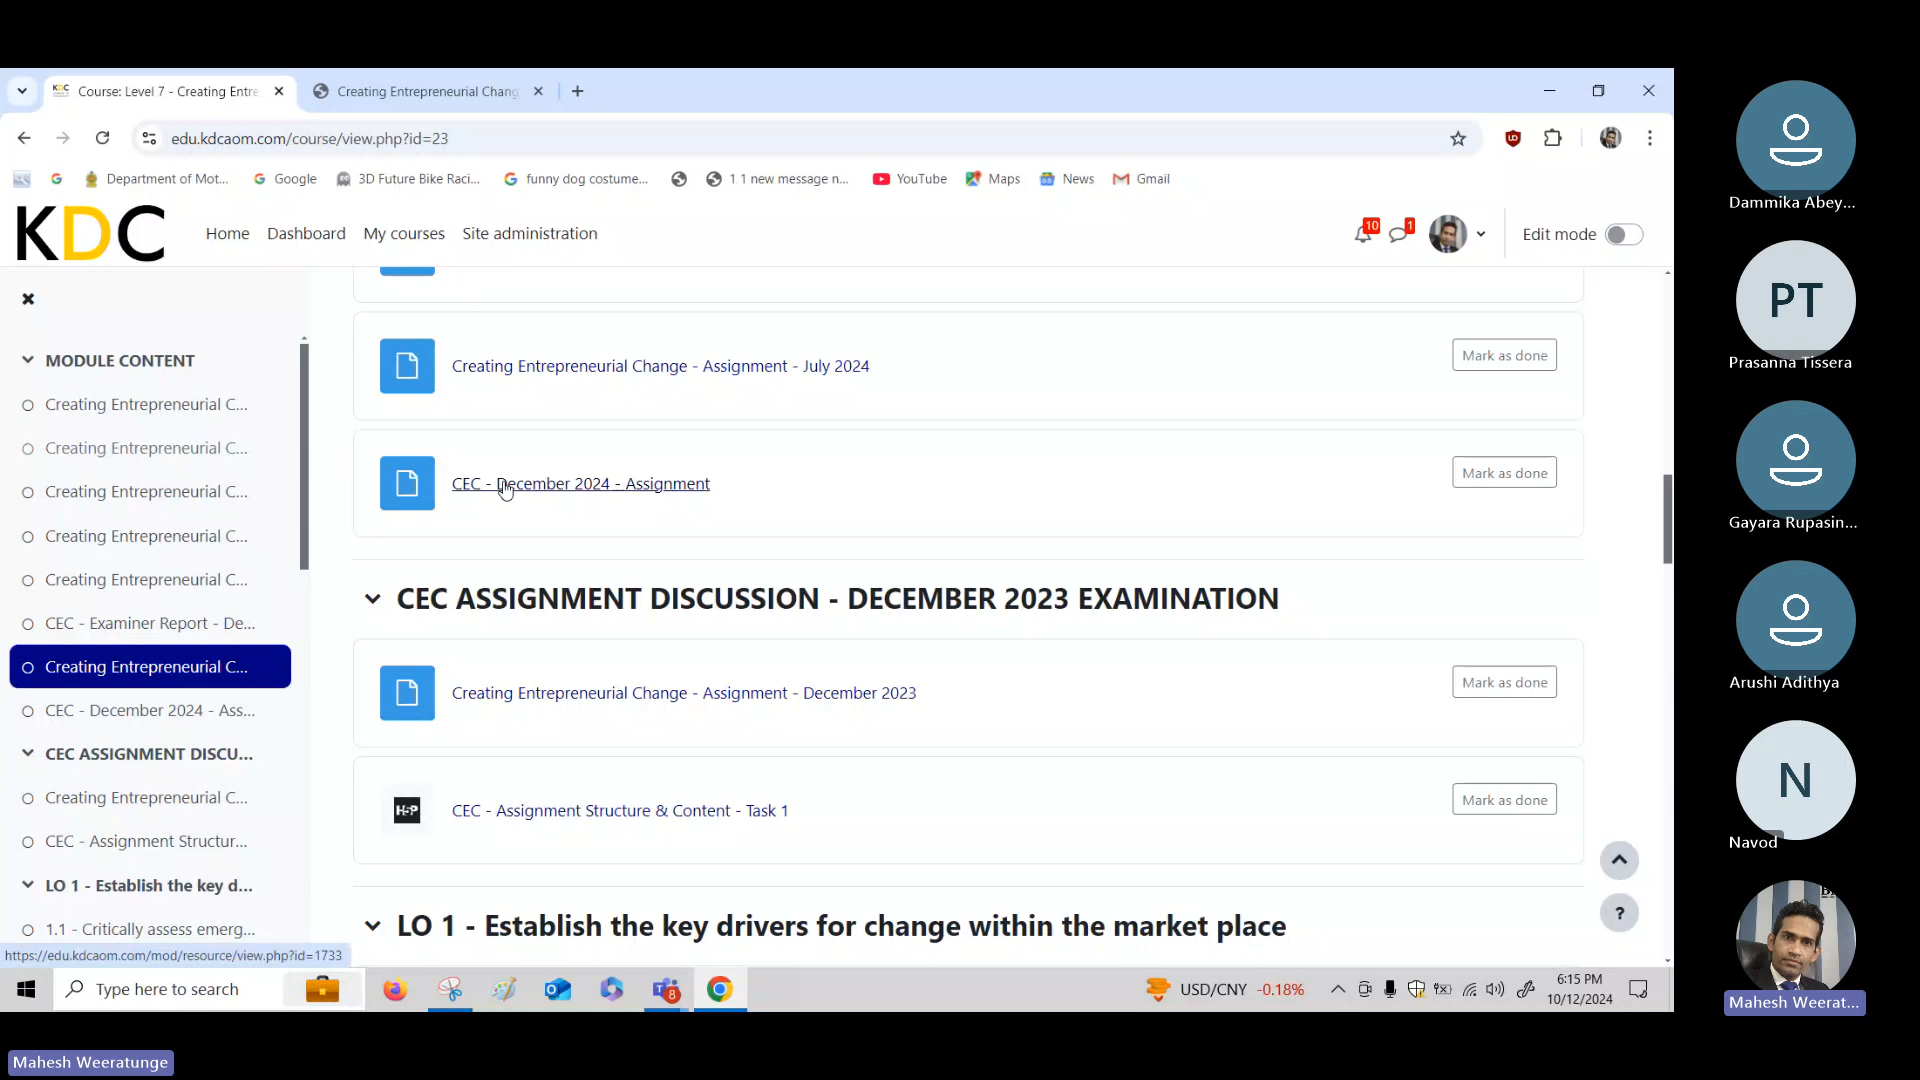 Course: Level 7 - Creating Entre
Creating Entrepreneurial Chang
edu.kdcaom.com/course/view.php?id=23
Department of Mot...
Google
3D Future Bike Raci...
funny dog costume...
1 1 new message n...
YouTube
Maps
News
Gmail
KDC
Home
Dashboard
My courses
Site administration
10
1
Edit mode
MODULE CONTENT
Creating Entrepreneurial C...
Creating Entrepreneurial C...
Creating Entrepreneurial C...
Creating Entrepreneurial C...
Creating Entrepreneurial C...
CEC - Examiner Report - De...
Creating Entrepreneurial C...
CEC - December 2024 - Ass...
CEC ASSIGNMENT DISCU...
Creating Entrepreneurial C...
CEC - Assignment Structur...
LO 1 - Establish the key d...
1.1 - Critically assess emerg...
https://edu.kdcaom.com/mod/resource/view.php?id=1733
Creating Entrepreneurial Change - Assignment - July 2024
Mark as done
CEC - December 2024 - Assignment
Mark as done
CEC ASSIGNMENT DISCUSSION - DECEMBER 2023 EXAMINATION
Creating Entrepreneurial Change - Assignment - December 2023
Mark as done
H-P
CEC - Assignment Structure & Content - Task 1
Mark as done
?
LO 1 - Establish the key drivers for change within the market place
Type here to search
8
USD/CNY -0.18%
6:15 PM
10/12/2024
Dammika Abey...
PT
Prasanna Tissera
Gayara Rupasin...
Arushi Adithya
N
Navod
Mahesh Weerat...
Mahesh Weeratunge